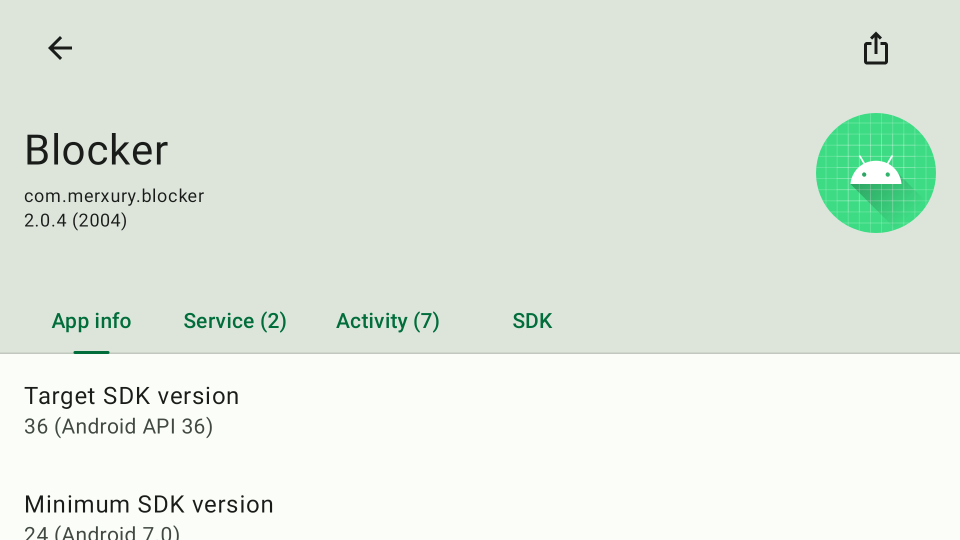 Blocker
com.merxury.blocker
2.0.4 (2004)
App info
Service (2)
Activity (7)
SDK
Target SDK version
36 (Android API 36)
Minimum SDK version
24 (Android 7.0)